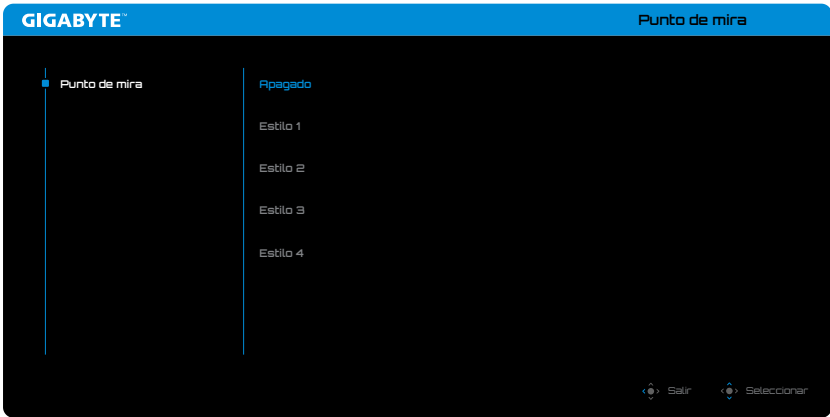 GIGABYTE™ Punto de mira
Punto de mira Apagado
Estilo 1
Estilo 2
Estilo 3
Estilo 4
Salir Seleccionar